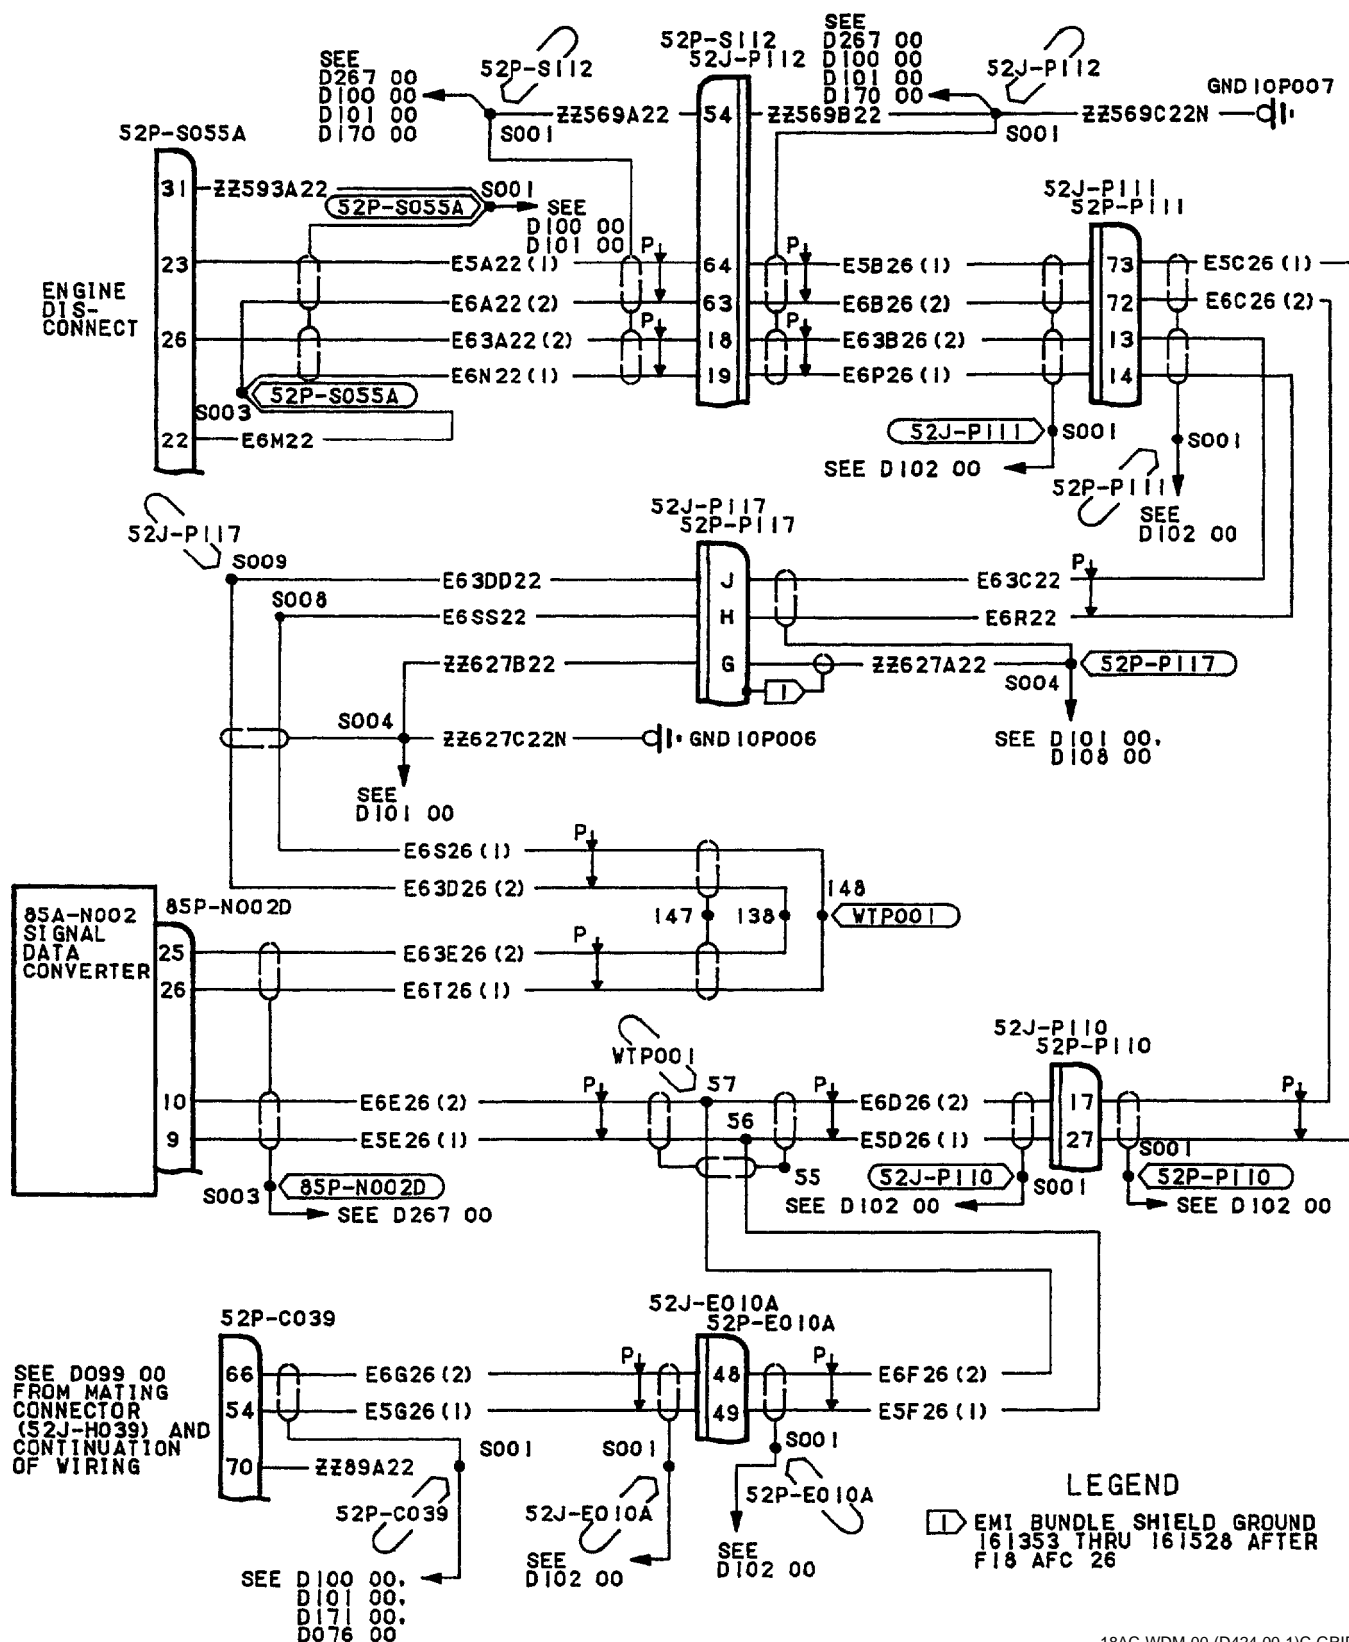 SEE
D267 00
D100 00
D101 00
D170 00
52P-S112
52P-S112
52J-P112
SEE
D267 00
D100 00
D101 00
D170 00
52J-P112
GND10P007
S001
ZZ569A22
54
ZZ569B22
S001
ZZ569C22N
52P-S055A
31
ZZ593A22
S001
52P-S055A
SEE
D100 00
D101 00
52J-P111
52P-P111
ENGINE
DIS-
CONNECT
23
E5A22(1)
P
64
P
E5B26(1)
73
E5C26(1)
E6A22(2)
63
E6B26(2)
72
E6C26(2)
26
E63A22(2)
P
18
P
E63B26(2)
13
E6N22(1)
19
E6P26(1)
14
52P-S055A
S003
22
E6M22
52J-P111
S001
SEE D102 00
S001
52P-P111
SEE
D102 00
52J-P117
S009
52J-P117
52P-P117
E63DD22
J
E63C22
P
S008
E6SS22
H
E6R22
ZZ627B22
G
ZZ627A22
52P-P117
1
S004
S004
ZZ627C22N
GND10P006
SEE D101 00,
D108 00
SEE
D101 00
E6S26(1)
P
E63D26(2)
148
147
138
WTP001
85A-N002
SIGNAL
DATA
CONVERTER
85P-N002D
25
E63E26(2)
P
26
E6T26(1)
WTP001
52J-P110
52P-P110
10
E6E26(2)
P
57
P
E6D26(2)
17
P
9
E5E26(1)
56
E5D26(1)
27
S001
55
52J-P110
S001
52P-P110
S003
85P-N002D
SEE D267 00
SEE D102 00
SEE D102 00
52P-C039
52J-E010A
52P-E010A
SEE D099 00
FROM MATING
CONNECTOR
(52J-H039) AND
CONTINUATION
OF WIRING
66
E6G26(2)
P
48
P
E6F26(2)
54
E5G26(1)
49
E5F26(1)
70
ZZ89A22
S001
S001
S001
52P-C039
52J-E010A
52P-E010A
SEE D100 00,
D101 00,
D171 00,
D076 00
SEE
D102 00
SEE
D102 00
LEGEND
1 EMI BUNDLE SHIELD GROUND
161353 THRU 161528 AFTER
F18 AFC 26